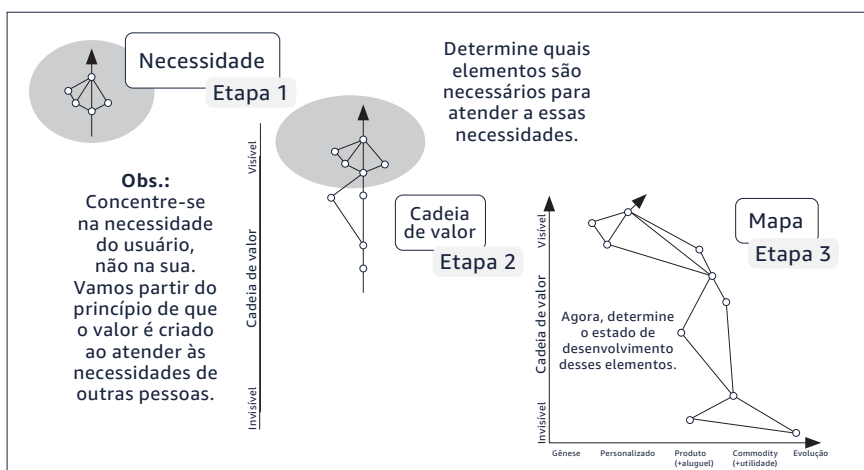 Necessidade
Etapa 1
Obs.:
Concentre-se
na necessidade
do usuário,
não na sua.
Vamos partir do
princípio de que
o valor é criado
ao atender às
necessidades de
outras pessoas.
Visível
Cadeia de valor
Invisível
Determine quais
elementos são
necessários para
atender a essas
necessidades.
Cadeia
de valor
Etapa 2
Mapa
Etapa 3
Visível
Cadeia de valor
Invisível
Agora, determine
o estado de
desenvolvimento
desses elementos.
Gênese
Personalizado
Produto
(+aluguel)
Commodity
(+utilidade)
Evolução